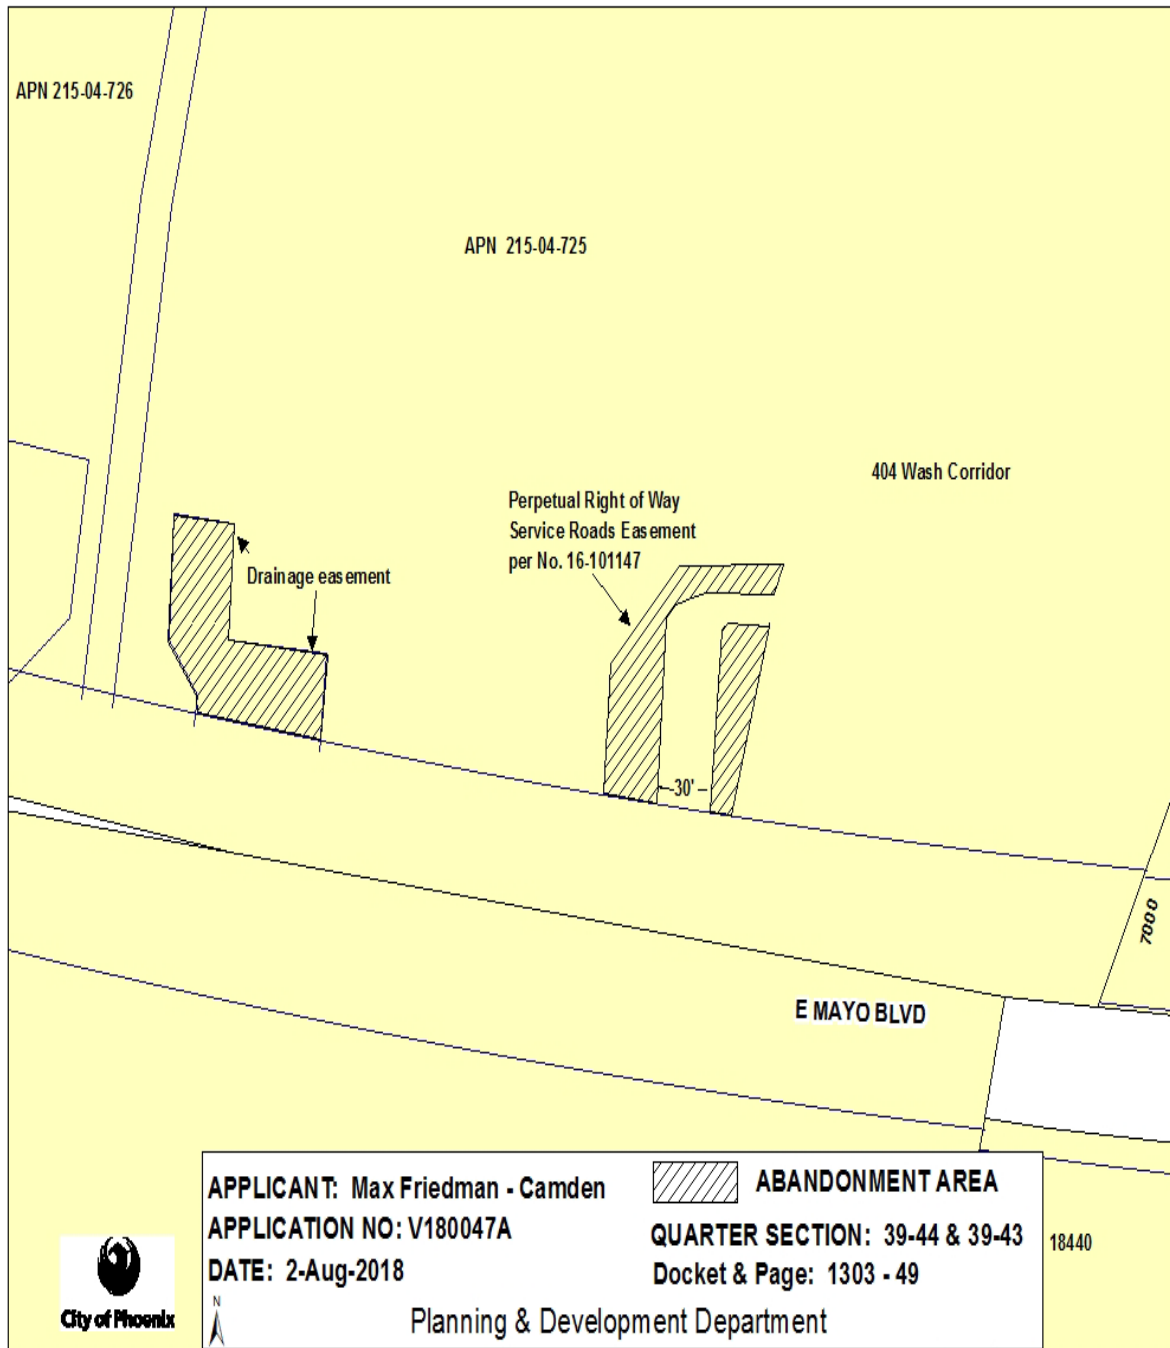 APN 215-04-726
APN 215-04-725
404 Wash Corridor
Perpetual Right of Way
Service Roads Easement
per No. 16-101147
Drainage easement
30'
7000
E MAYO BLVD
APPLICANT: Max Friedman - Camden
APPLICATION NO: V180047A
DATE: 2-Aug-2018
ABANDONMENT AREA
QUARTER SECTION: 39-44 & 39-43
Docket & Page: 1303 - 49
18440
City of Phoenix
N
Planning & Development Department